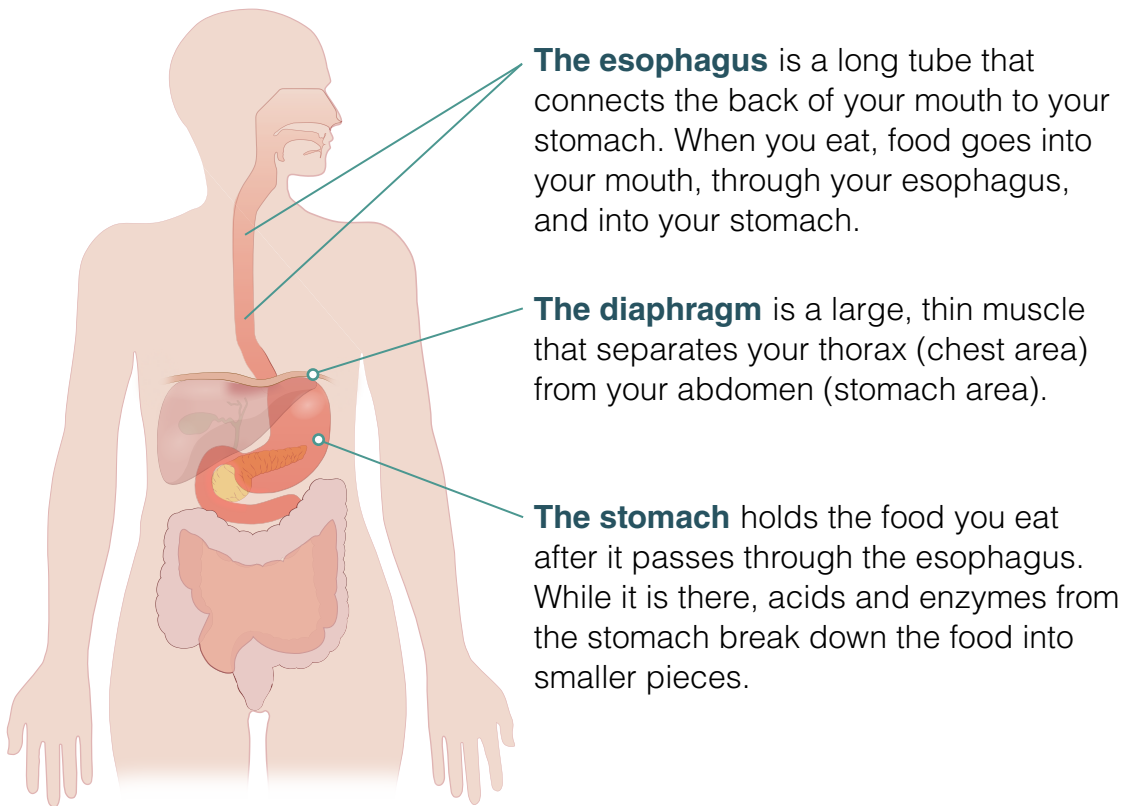 The esophagus is a long tube that
connects the back of your mouth to your
stomach. When you eat, food goes into
your mouth, through your esophagus,
and into your stomach.
The diaphragm is a large, thin muscle
that separates your thorax (chest area)
from your abdomen (stomach area).
The stomach holds the food you eat
after it passes through the esophagus.
While it is there, acids and enzymes from
the stomach break down the food into
smaller pieces.